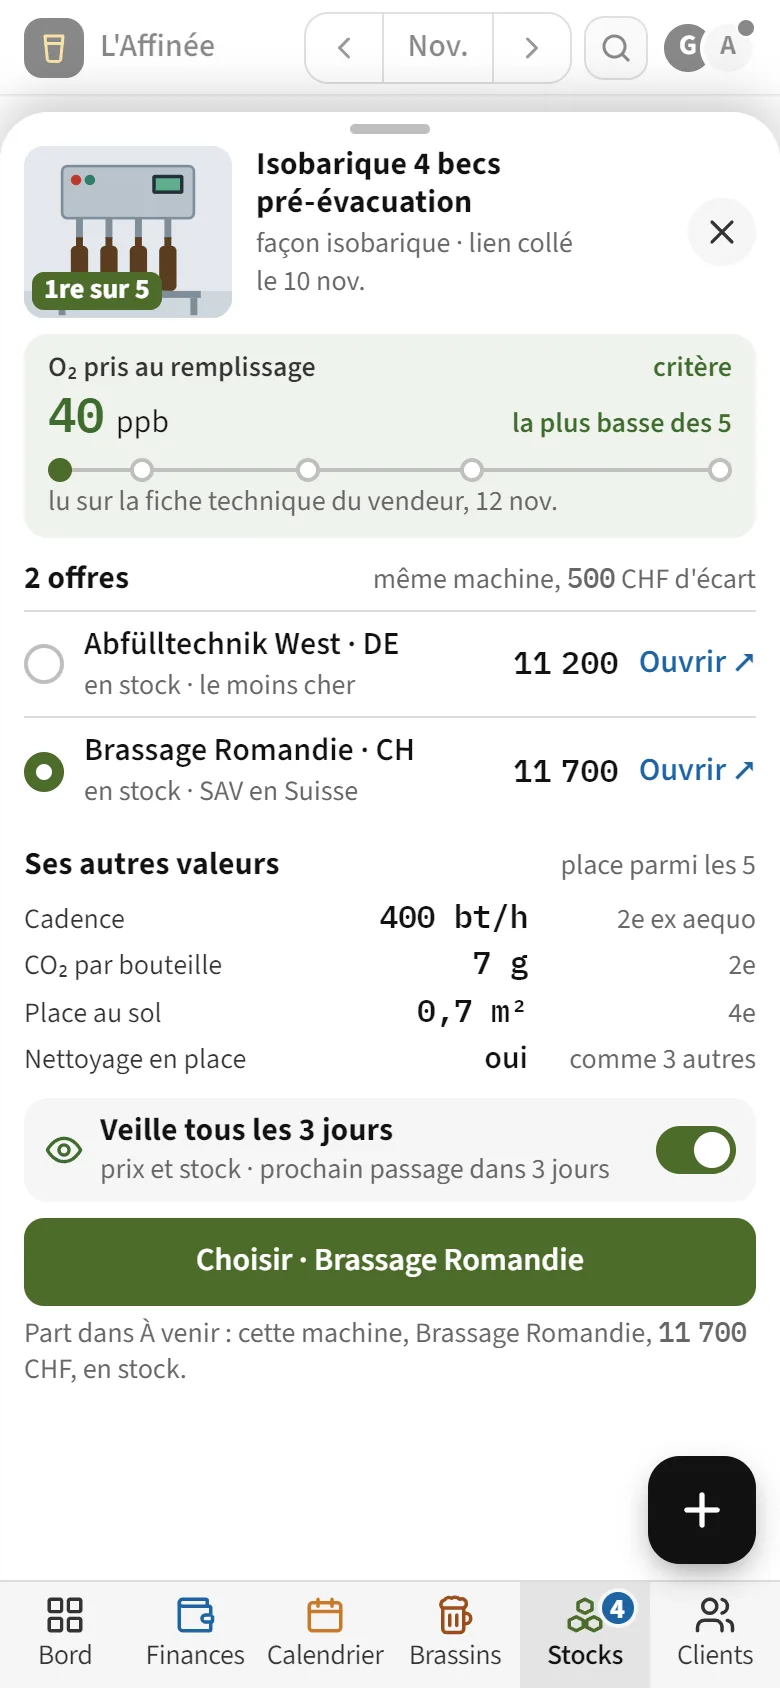 L'Affinée
Nov.
G
A
Isobarique 4 becs
pré-évacuation
façon isobarique · lien collé
le 10 nov.
1re sur 5
O₂ pris au remplissage
critère
40 ppb
la plus basse des 5
lu sur la fiche technique du vendeur, 12 nov.
2 offres
même machine, 500 CHF d'écart
Abfülltechnik West · DE
en stock · le moins cher
11 200
Ouvrir ↗
Brassage Romandie · CH
en stock · SAV en Suisse
11 700
Ouvrir ↗
Ses autres valeurs
place parmi les 5
Cadence
400 bt/h
2e ex aequo
CO₂ par bouteille
7 g
2e
Place au sol
0,7 m²
4e
Nettoyage en place
oui
comme 3 autres
Veille tous les 3 jours
prix et stock · prochain passage dans 3 jours
Choisir · Brassage Romandie
Part dans À venir : cette machine, Brassage Romandie, 11 700
CHF, en stock.
Bord
Finances
Calendrier
Brassins
4
Stocks
Clients